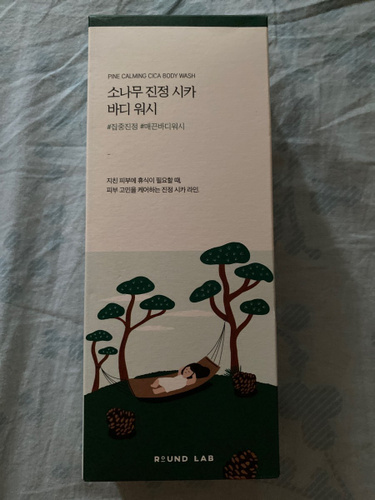 PINE CALMING CICA BODY WASH
소나무 진정 시카
바디 워시
#집중진정 #매끈바디워시
지친 피부에 휴식이 필요할 때,
피부 고민을 케어하는 진정 시카 라인.
ROUND LAB